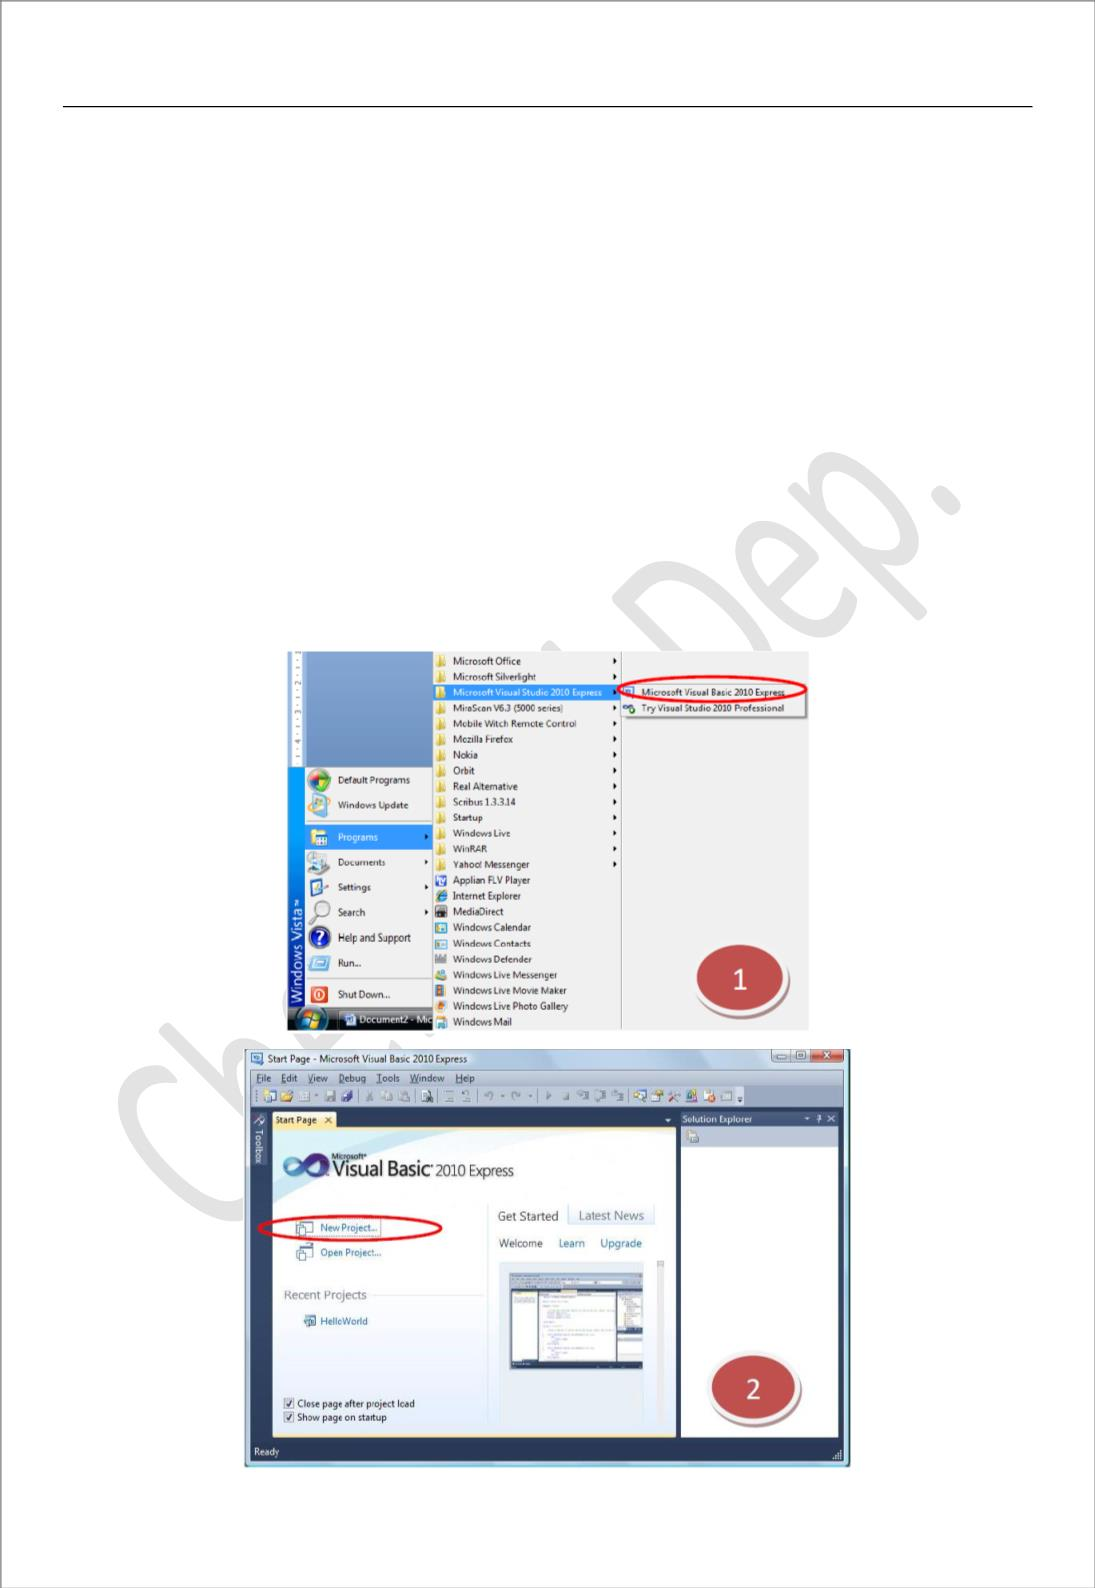 Dep.
Microsoft Office
Microsoft Silverlight
Microsoft Visual Studio 2010 Express
MiraScan V6.3 (5000 series)
Mobile Witch Remote Control
Mozilla Firefox
Nokia
Orbit
Real Alternative
Scribus 1.3.3.14
Startup
Windows Live
WinRAR
Yahoo! Messenger
Applian FLV Player
Internet Explorer
MediaDirect
Windows Calendar
Windows Contacts
Windows Defender
Windows Live Messenger
Windows Live Movie Maker
Windows Live Photo Gallery
Windows Mail
Microsoft Visual Basic 2010 Express
Try Visual Studio 2010 Professional
Default Programs
Windows Update
Programs
Documents
Settings
Search
Help and Support
Run...
Shut Down...
Windows Vista™
Document2 - Mic
1
Start Page - Microsoft Visual Basic 2010 Express
File Edit View Debug Tools Window Help
Toolbox
Start Page
Solution Explorer
Microsoft®
Visual Basic® 2010 Express
New Project...
Open Project...
Recent Projects
HelloWorld
Get Started Latest News
Welcome Learn Upgrade
Close page after project load
Show page on startup
2
Ready